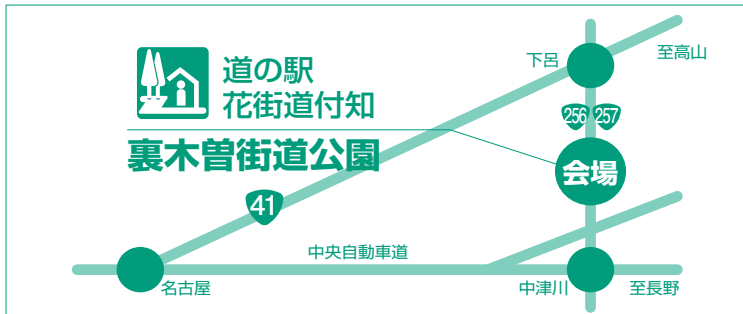 道の駅
花街道付知
裏木曽街道公園
下呂
至高山
256 257
会場
41
中央自動車道
名古屋
中津川
至長野